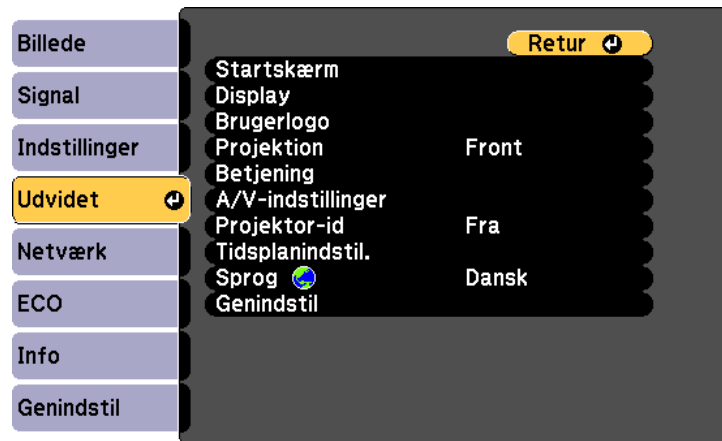 Billede
Signal
Indstillinger
Udvidet
Netværk
ECO
Info
Genindstil
Retur
Startskærm
Display
Brugerlogo
Projektion Front
Betjening
A/V-indstillinger
Projektor-id Fra
Tidsplanindstil.
Sprog Dansk
Genindstil